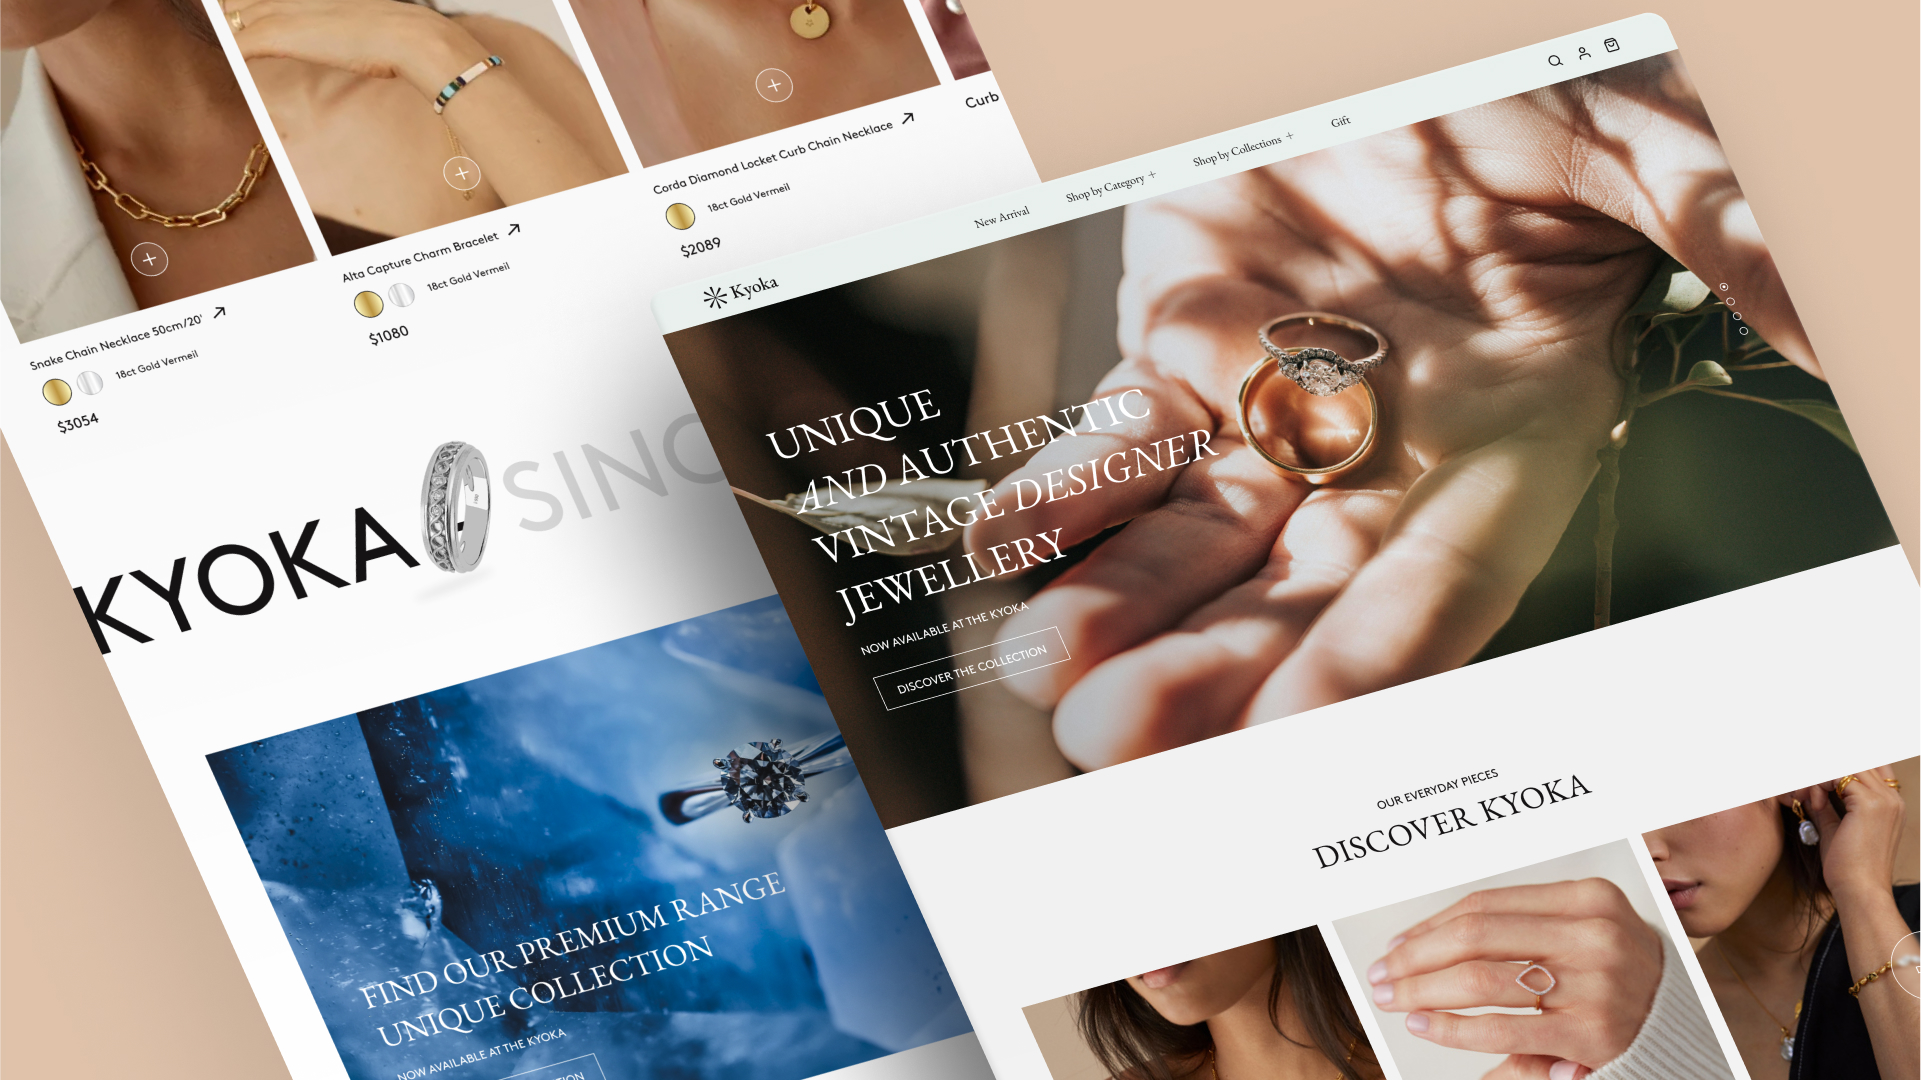 Snake Chain Necklace 50cm/20'
18ct Gold Vermeil
$3054
Alta Capture Charm Bracelet
18ct Gold Vermeil
$1080
Corda Diamond Locket Curb Chain Necklace
18ct Gold Vermeil
$2089
Curb
KYOKA SINC
FIND OUR PREMIUM RANGE
UNIQUE COLLECTION
NOW AVAILABLE AT THE KYOKA
Kyoka
New Arrival
Shop by Category +
Shop by Collections +
Gift
UNIQUE
AND AUTHENTIC
VINTAGE DESIGNER
JEWELLERY
NOW AVAILABLE AT THE KYOKA
DISCOVER THE COLLECTION
OUR EVERYDAY PIECES
DISCOVER KYOKA